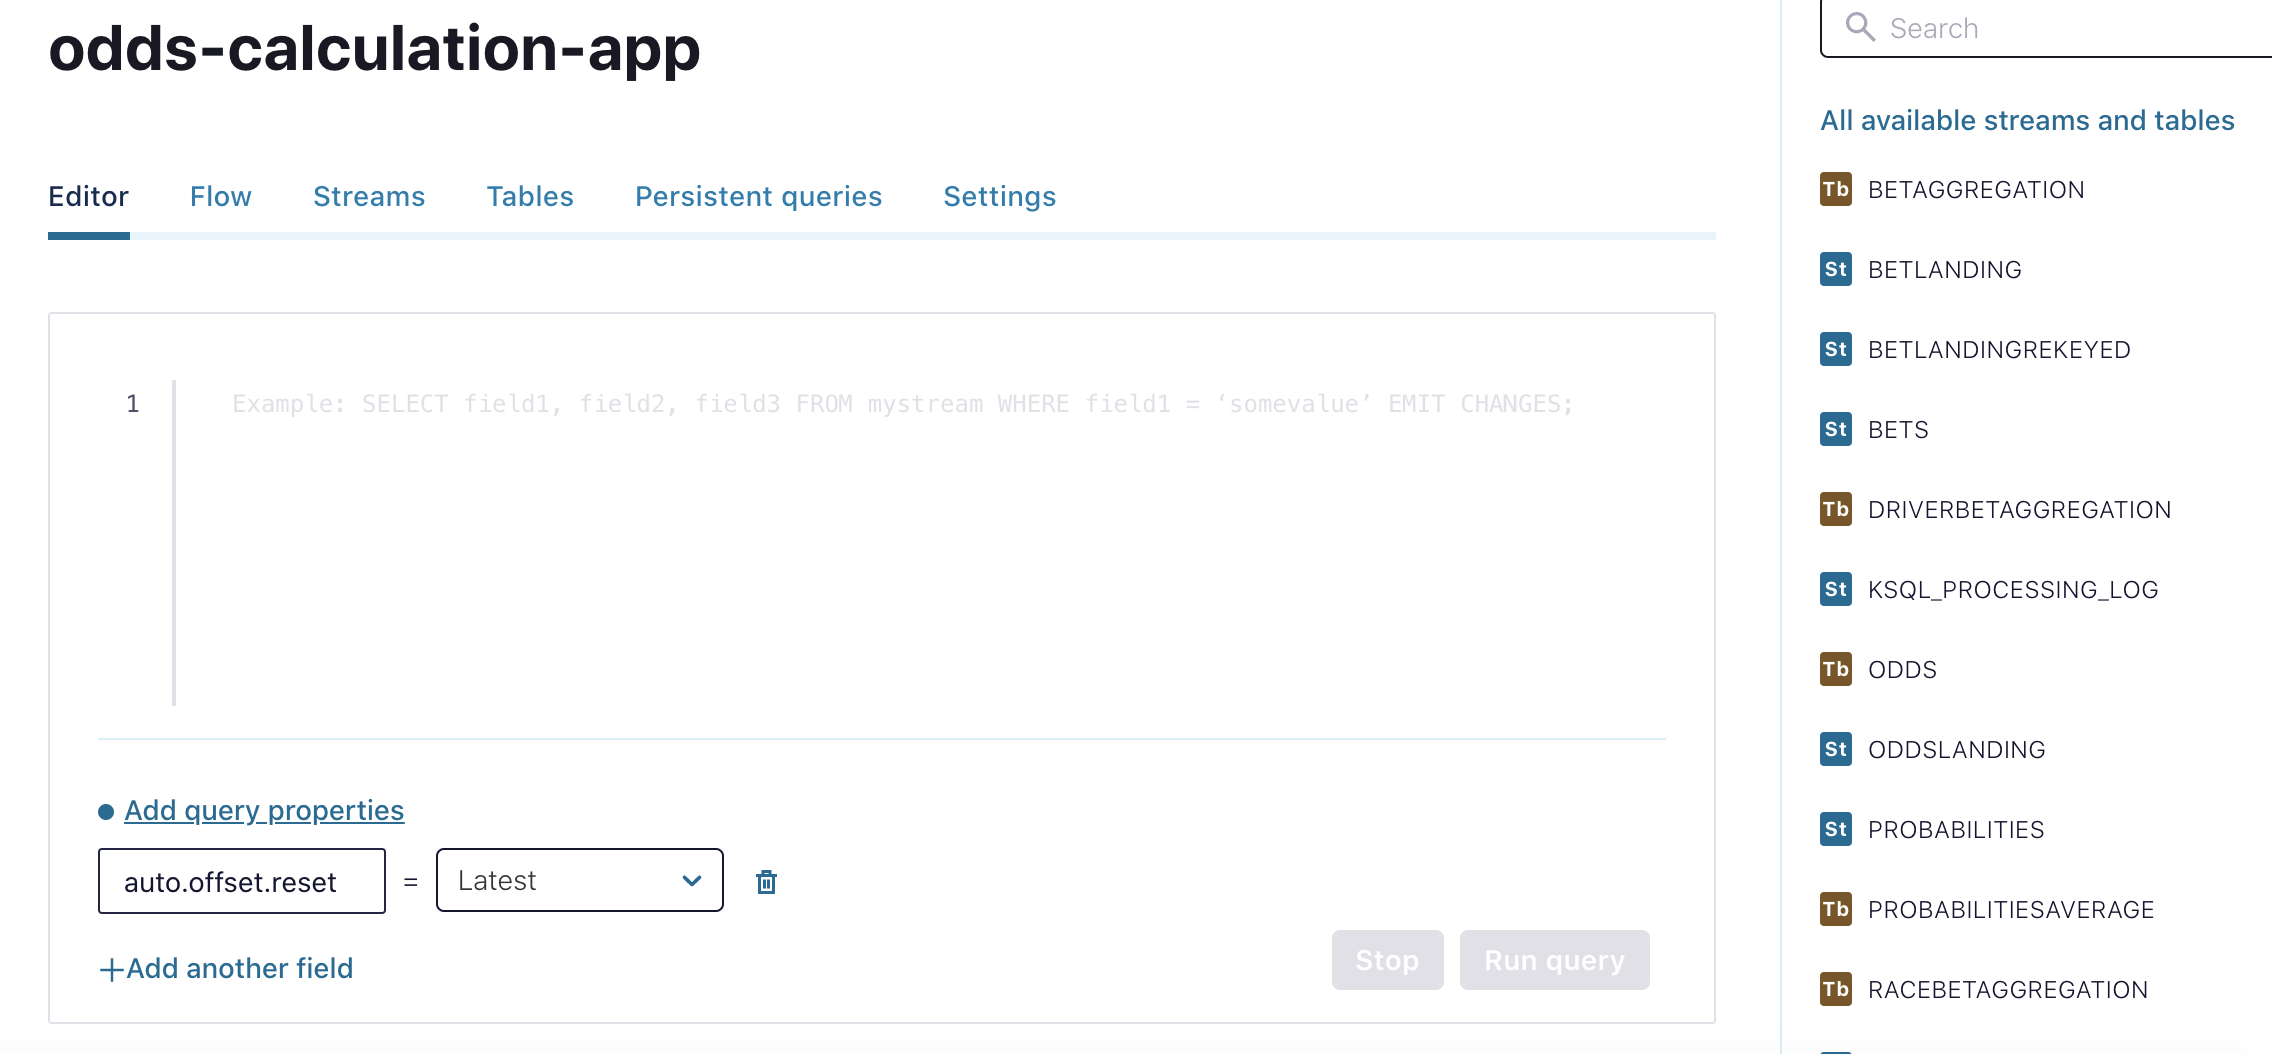 odds-calculation-app
Editor Flow Streams Tables Persistent queries Settings
1 Example: SELECT field1, field2, field3 FROM mystream WHERE field1 = ‘somevalue’ EMIT CHANGES;
Add query properties
auto.offset.reset = Latest
+Add another field
Stop Run query
Search
All available streams and tables
Tb BETAGGREGATION
St BETLANDING
St BETLANDINGREKEYED
St BETS
Tb DRIVERBETAGGREGATION
St KSQL_PROCESSING_LOG
Tb ODDS
St ODDSLANDING
St PROBABILITIES
Tb PROBABILITIESAVERAGE
Tb RACEBETAGGREGATION